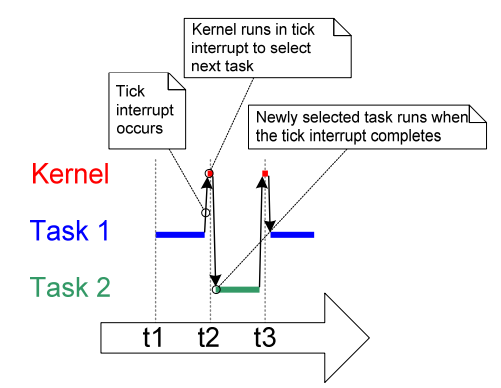 Kernel runs in tick
interrupt to select
next task
Tick
interrupt
occurs
Newly selected task runs when
the tick interrupt completes
Kernel
Task 1
Task 2
t1 t2 t3